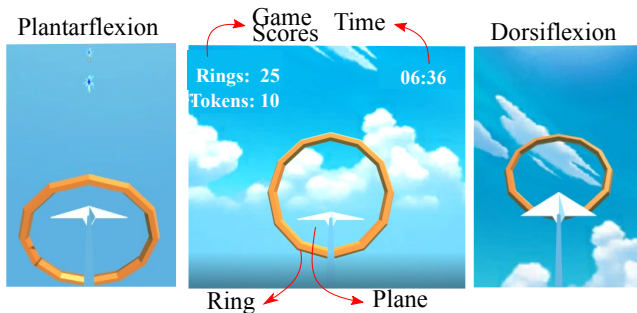 Plantarflexion
Game Scores
Time
Dorsiflexion
Rings: 25
06:36
Tokens: 10
Ring
Plane